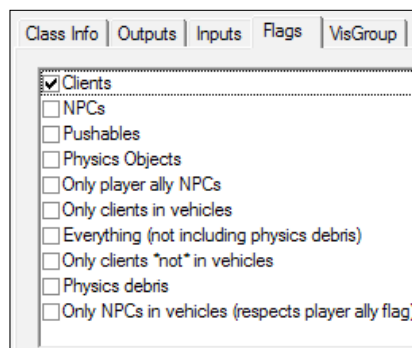 Class Info Outputs Inputs Flags VisGroup
Clients
NPCs
Pushables
Physics Objects
Only player ally NPCs
Only clients in vehicles
Everything (not including physics debris)
Only clients *not* in vehicles
Physics debris
Only NPCs in vehicles (respects player ally flag)